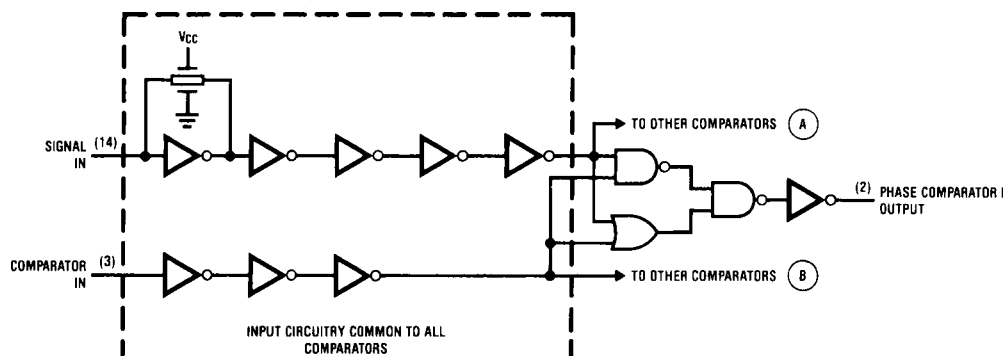 VCC
SIGNAL
IN
(14)
TO OTHER COMPARATORS A
(2)
PHASE COMPARATOR I
OUTPUT
COMPARATOR
IN
(3)
TO OTHER COMPARATORS B
INPUT CIRCUITRY COMMON TO ALL
COMPARATORS